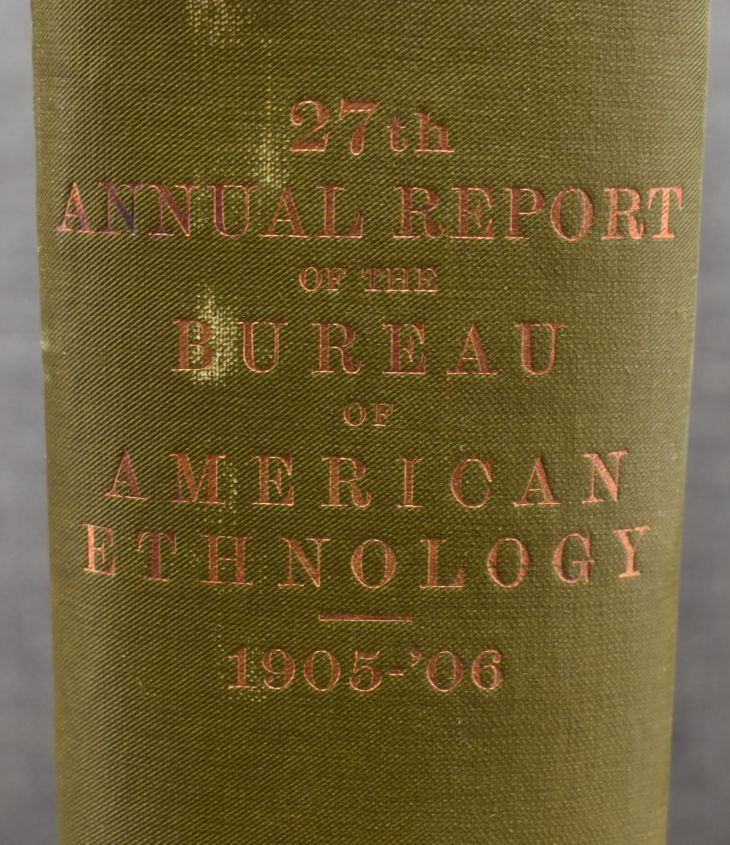 27th
ANNUAL REPORT
OF THE
BUREAU
OF
AMERICAN
ETHNOLOGY
1905-'06